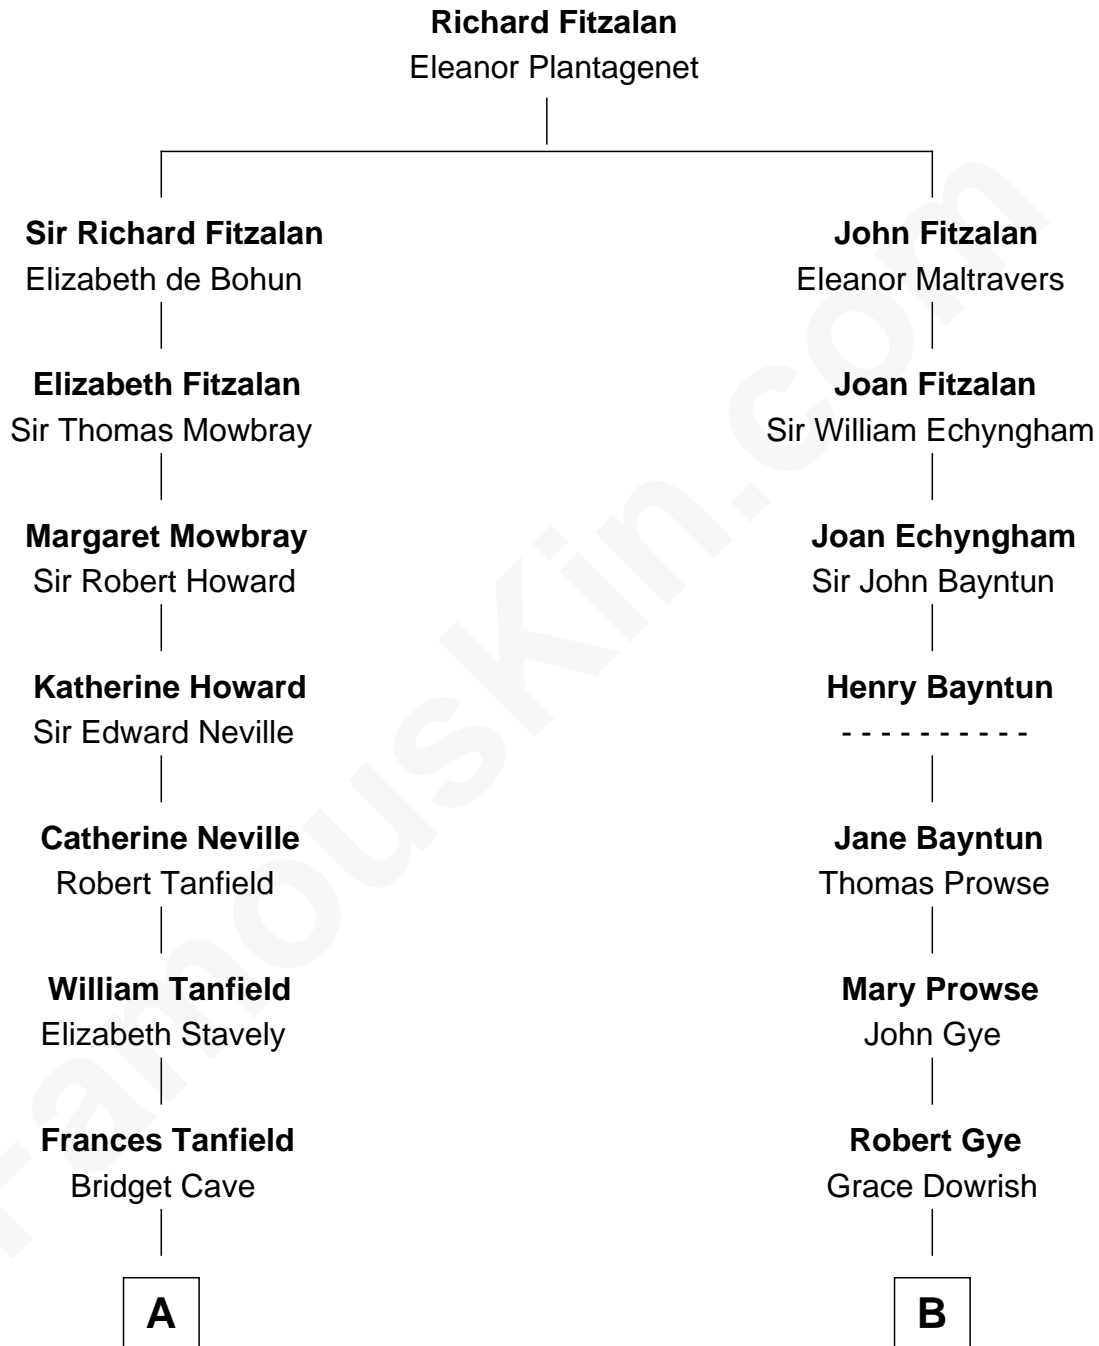 Richard Fitzalan
Eleanor Plantagenet
Sir Richard Fitzalan
Elizabeth de Bohun
Elizabeth Fitzalan
Sir Thomas Mowbray
Margaret Mowbray
Sir Robert Howard
Katherine Howard
Sir Edward Neville
Catherine Neville
Robert Tanfield
William Tanfield
Elizabeth Stavely
Frances Tanfield
Bridget Cave
A
John Fitzalan
Eleanor Maltravers
Joan Fitzalan
Sir William Echyngham
Joan Echyngham
Sir John Bayntun
Henry Bayntun
- - - - - - - - - -
Jane Bayntun
Thomas Prowse
Mary Prowse
John Gye
Robert Gye
Grace Dowrish
B
FamousKin.com